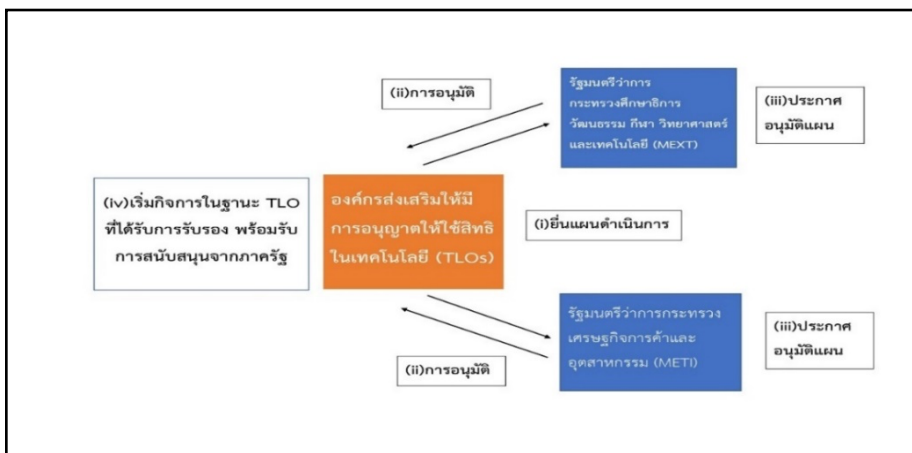 (ii)การอนุมัติ
รัฐมนตรีว่าการ
กระทรวงศึกษาธิการ
วัฒนธรรม กีฬา วิทยาศาสตร์
และเทคโนโลยี (MEXT)
(iii)ประกาศ
อนุมัติแผน
(iv)เริ่มกิจการในฐานะ TLO
ที่ได้รับการรับรอง พร้อมรับ
การสนับสนุนจากภาครัฐ
องค์กรส่งเสริมให้มี
การอนุญาตให้ใช้สิทธิ
ในเทคโนโลยี (TLOs)
(i)ยื่นแผนดำเนินการ
รัฐมนตรีว่าการกระทรวง
เศรษฐกิจการค้าและ
อุตสาหกรรม (METI)
(iii)ประกาศ
อนุมัติแผน
(ii)การอนุมัติ